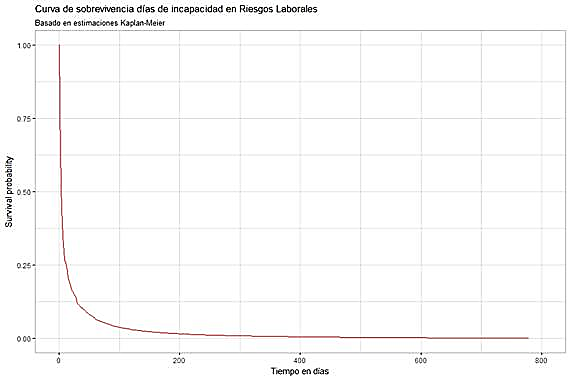 Curva de sobrevivencia días de incapacidad en Riesgos Laborales
Basado en estimaciones Kaplan-Meier
Survival probability
1.00
0.75
0.50
0.25
0.00
0
200
400
600
800
Tiempo en días